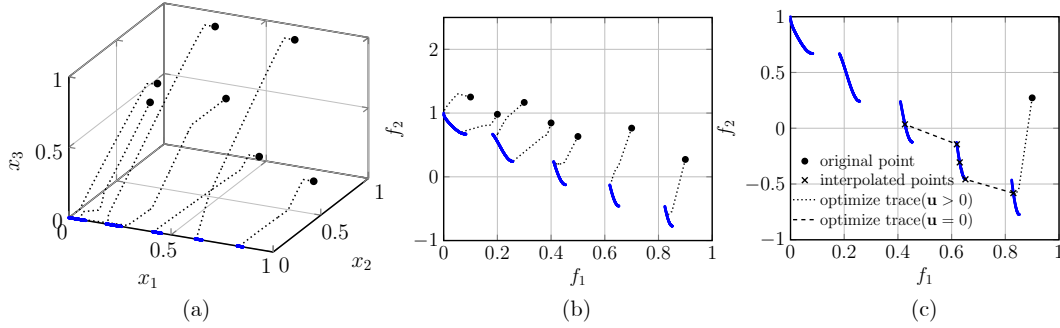 1
0.5
0
0
0.5
1
0
0.5
1
x3
x1
x2
(a)
2
1
0
−1
0
0.2
0.4
0.6
0.8
1
f2
f1
(b)
1
0.5
0
−0.5
−1
0
0.2
0.4
0.6
0.8
1
f2
f1
original point
interpolated points
optimize trace(u > 0)
optimize trace(u = 0)
(c)